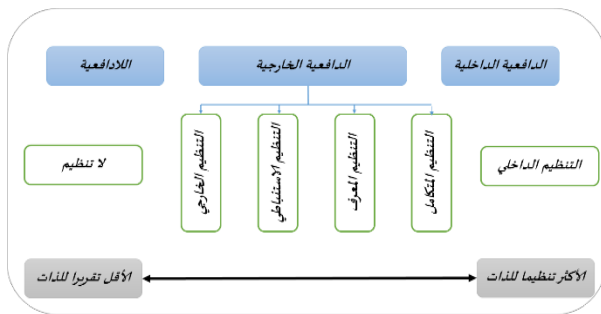 الدافعية الداخلية
الدافعية الخارجية
اللادافعية
التنظيم الداخلي
التنظيم المتكامل
التنظيم المعرف
التنظيم الاستنباطي
التنظيم الخارجي
لا تنظيم
الأكثر تنظيما للذات
الأقل تقريرا للذات